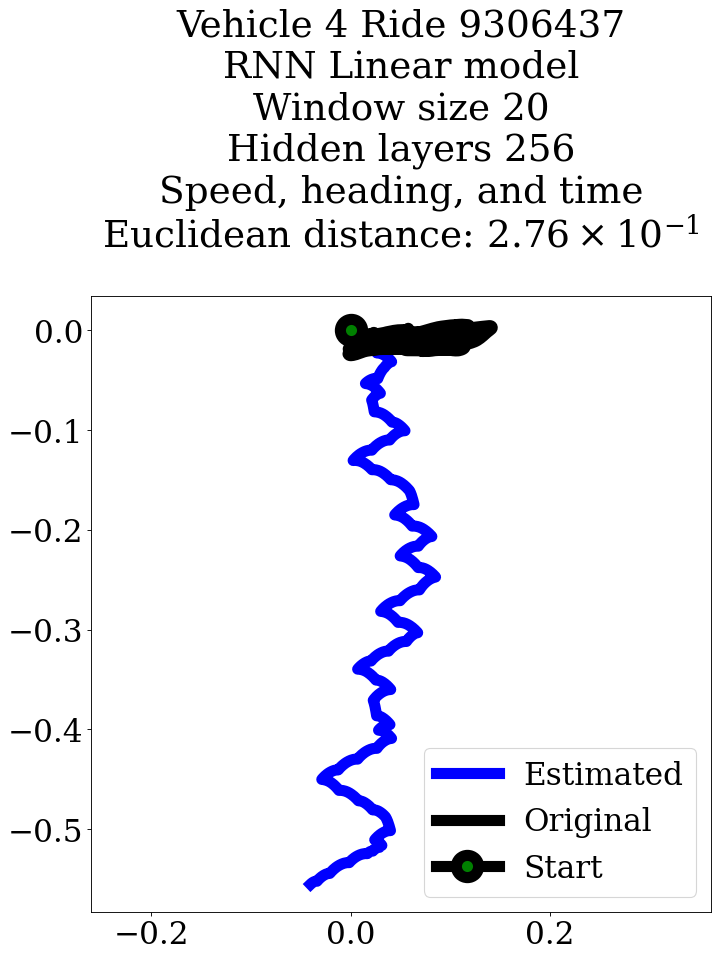 Vehicle 4 Ride 9306437
RNN Linear model
Window size 20
Hidden layers 256
Speed, heading, and time
Euclidean distance: 2.76 × 10⁻¹
0.0
−0.1
−0.2
−0.3
−0.4
−0.5
Estimated
Original
Start
−0.2 0.0 0.2